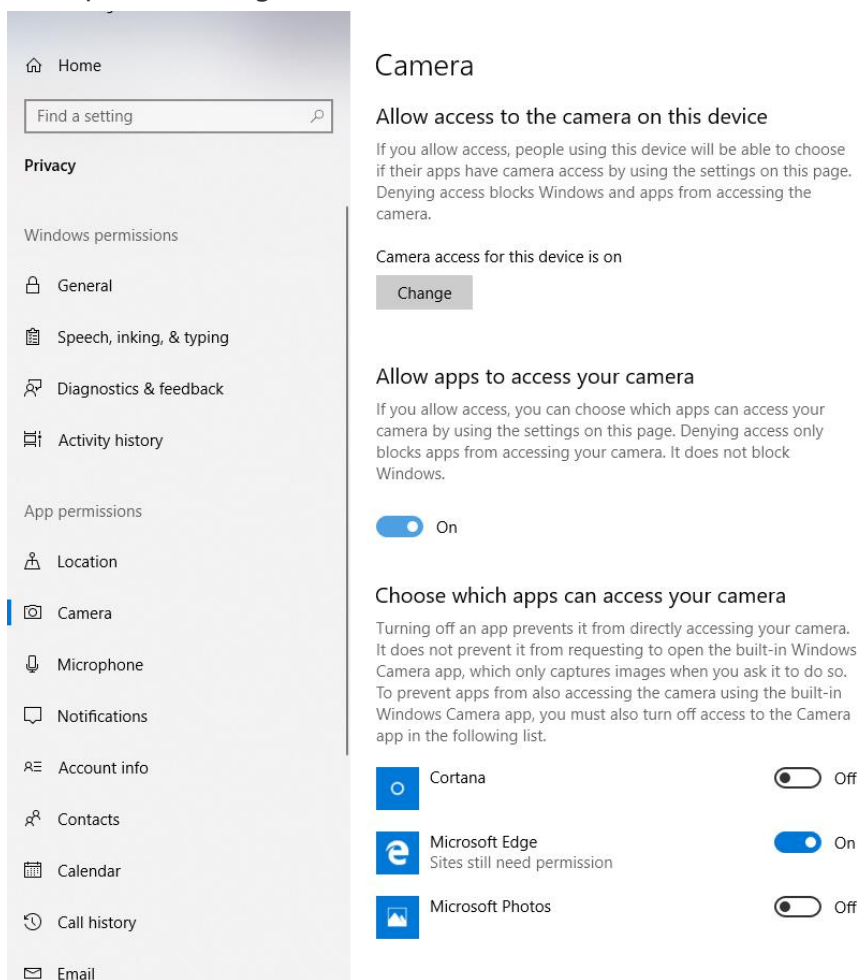 Home
Find a setting
Privacy
Windows permissions
General
Speech, inking, & typing
Diagnostics & feedback
Activity history
App permissions
Location
Camera
Microphone
Notifications
Account info
Contacts
Calendar
Call history
Email
Camera
Allow access to the camera on this device
If you allow access, people using this device will be able to choose
if their apps have camera access by using the settings on this page.
Denying access blocks Windows and apps from accessing the
camera.
Camera access for this device is on
Change
Allow apps to access your camera
If you allow access, you can choose which apps can access your
camera by using the settings on this page. Denying access only
blocks apps from accessing your camera. It does not block
Windows.
On
Choose which apps can access your camera
Turning off an app prevents it from directly accessing your camera.
It does not prevent it from requesting to open the built-in Windows
Camera app, which only captures images when you ask it to do so.
To prevent apps from also accessing the camera using the built-in
Windows Camera app, you must also turn off access to the Camera
app in the following list.
Cortana Off
Microsoft Edge On
Sites still need permission
Microsoft Photos Off